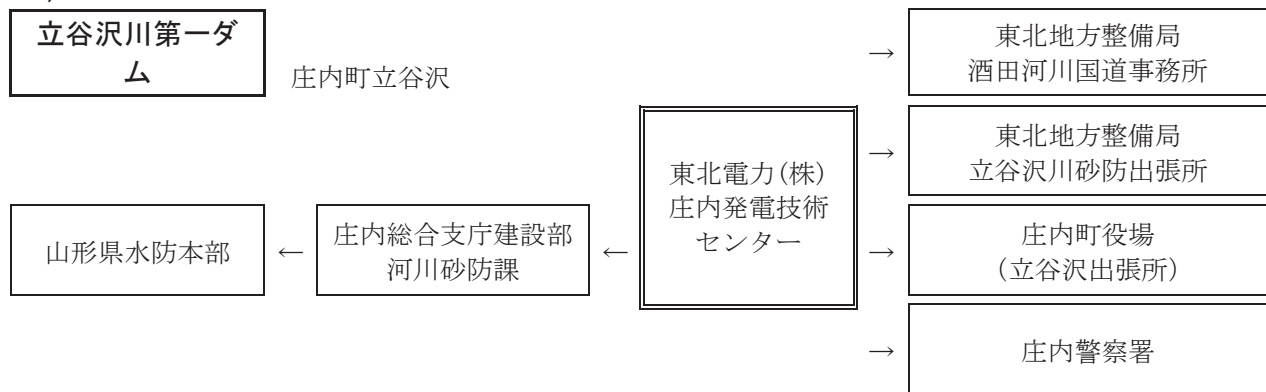 立谷沢川第一ダ
ム
庄内町立谷沢
→
東北地方整備局
酒田河川国道事務所
→
東北地方整備局
立谷沢川砂防出張所
山形県水防本部
←
庄内総合支庁建設部
河川砂防課
←
東北電力(株)
庄内発電技術
センター
→
庄内町役場
(立谷沢出張所)
→
庄内警察署